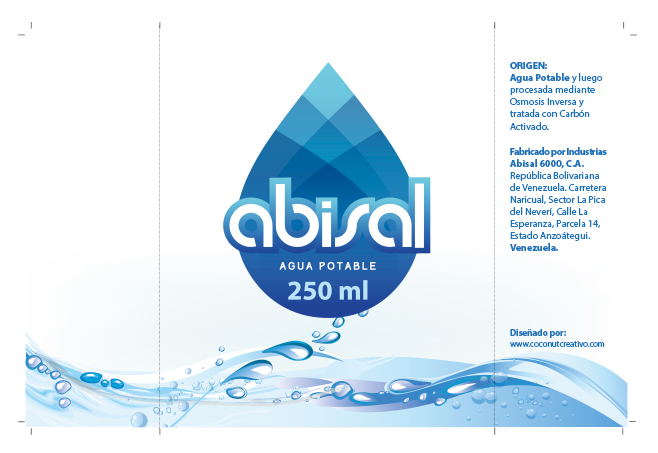 abisal
AGUA POTABLE
250 ml
ORIGEN:
Agua Potable y luego
procesada mediante
Osmosis Inversa y
tratada con Carbón
Activado.
Fabricado por Industrias
Abisal 6000, C.A.
República Bolivariana
de Venezuela. Carretera
Naricual, Sector La Pica
del Neverí, Calle La
Esperanza, Parcela 14,
Estado Anzoátegui.
Venezuela.
Diseñado por:
www.coconutcreativo.com